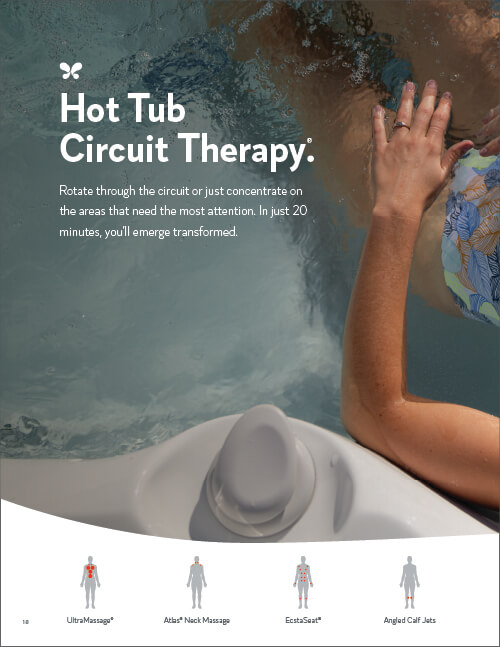 Hot Tub
Circuit Therapy.®
Rotate through the circuit or just concentrate on
the areas that need the most attention. In just 20
minutes, you'll emerge transformed.
UltraMassage®
Atlas® Neck Massage
EcstaSeat®
Angled Calf Jets
18